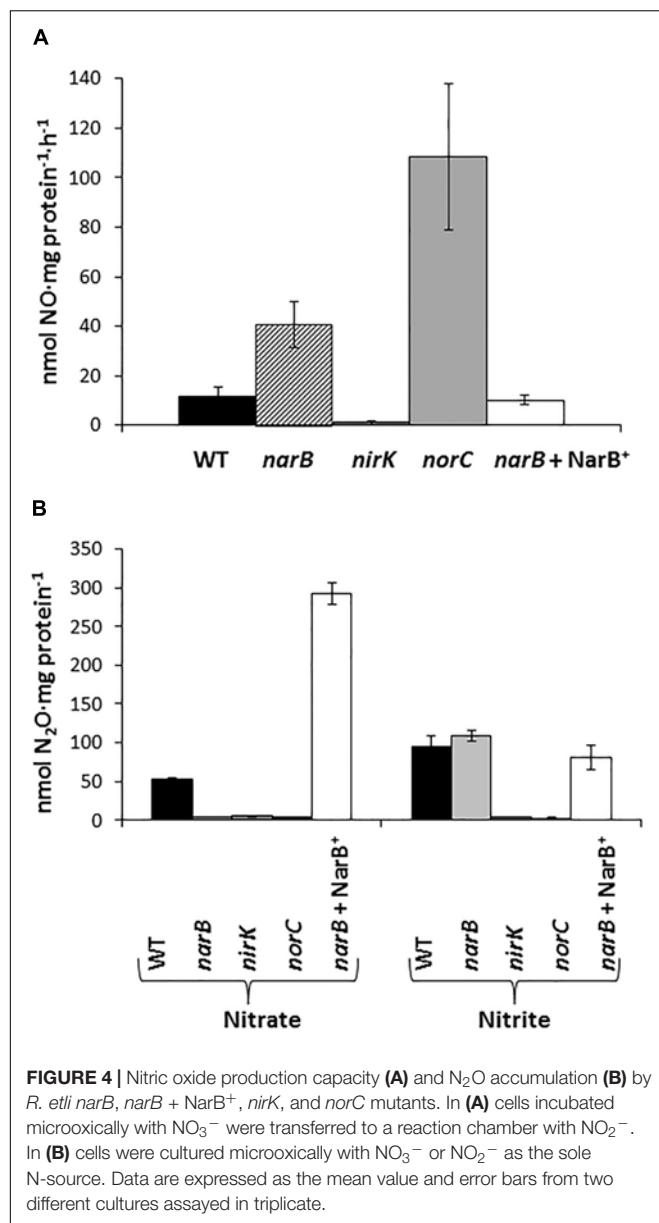 A
nmol NO·mg protein⁻¹·h⁻¹
140
120
100
80
60
40
20
0
WT narB nirK norC narB + NarB⁺
B
nmol N₂O·mg protein⁻¹
350
300
250
200
150
100
50
0
WT narB nirK norC narB + NarB⁺ WT narB nirK norC narB + NarB⁺
Nitrate Nitrite
FIGURE 4 | Nitric oxide production capacity (A) and N₂O accumulation (B) by
R. etli narB, narB + NarB⁺, nirK, and norC mutants. In (A) cells incubated
microoxically with NO₃⁻ were transferred to a reaction chamber with NO₂⁻.
In (B) cells were cultured microoxically with NO₃⁻ or NO₂⁻ as the sole
N-source. Data are expressed as the mean value and error bars from two
different cultures assayed in triplicate.